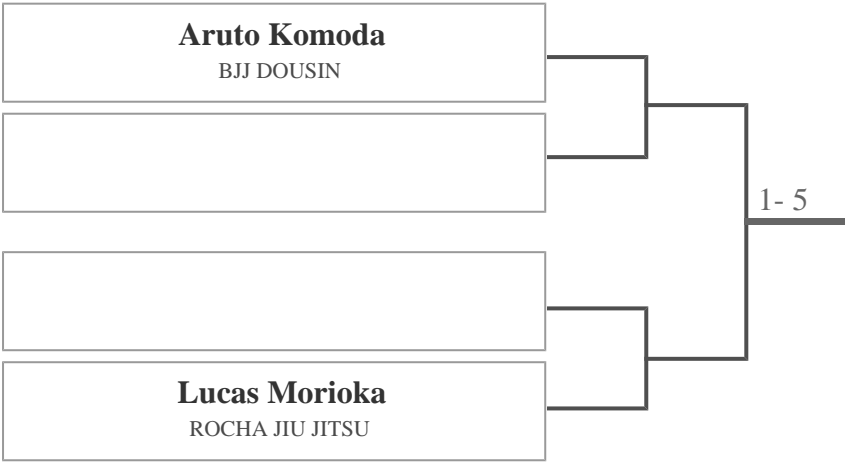 Aruto Komoda
BJJ DOUSIN
1- 5
Lucas Morioka
ROCHA JIU JITSU